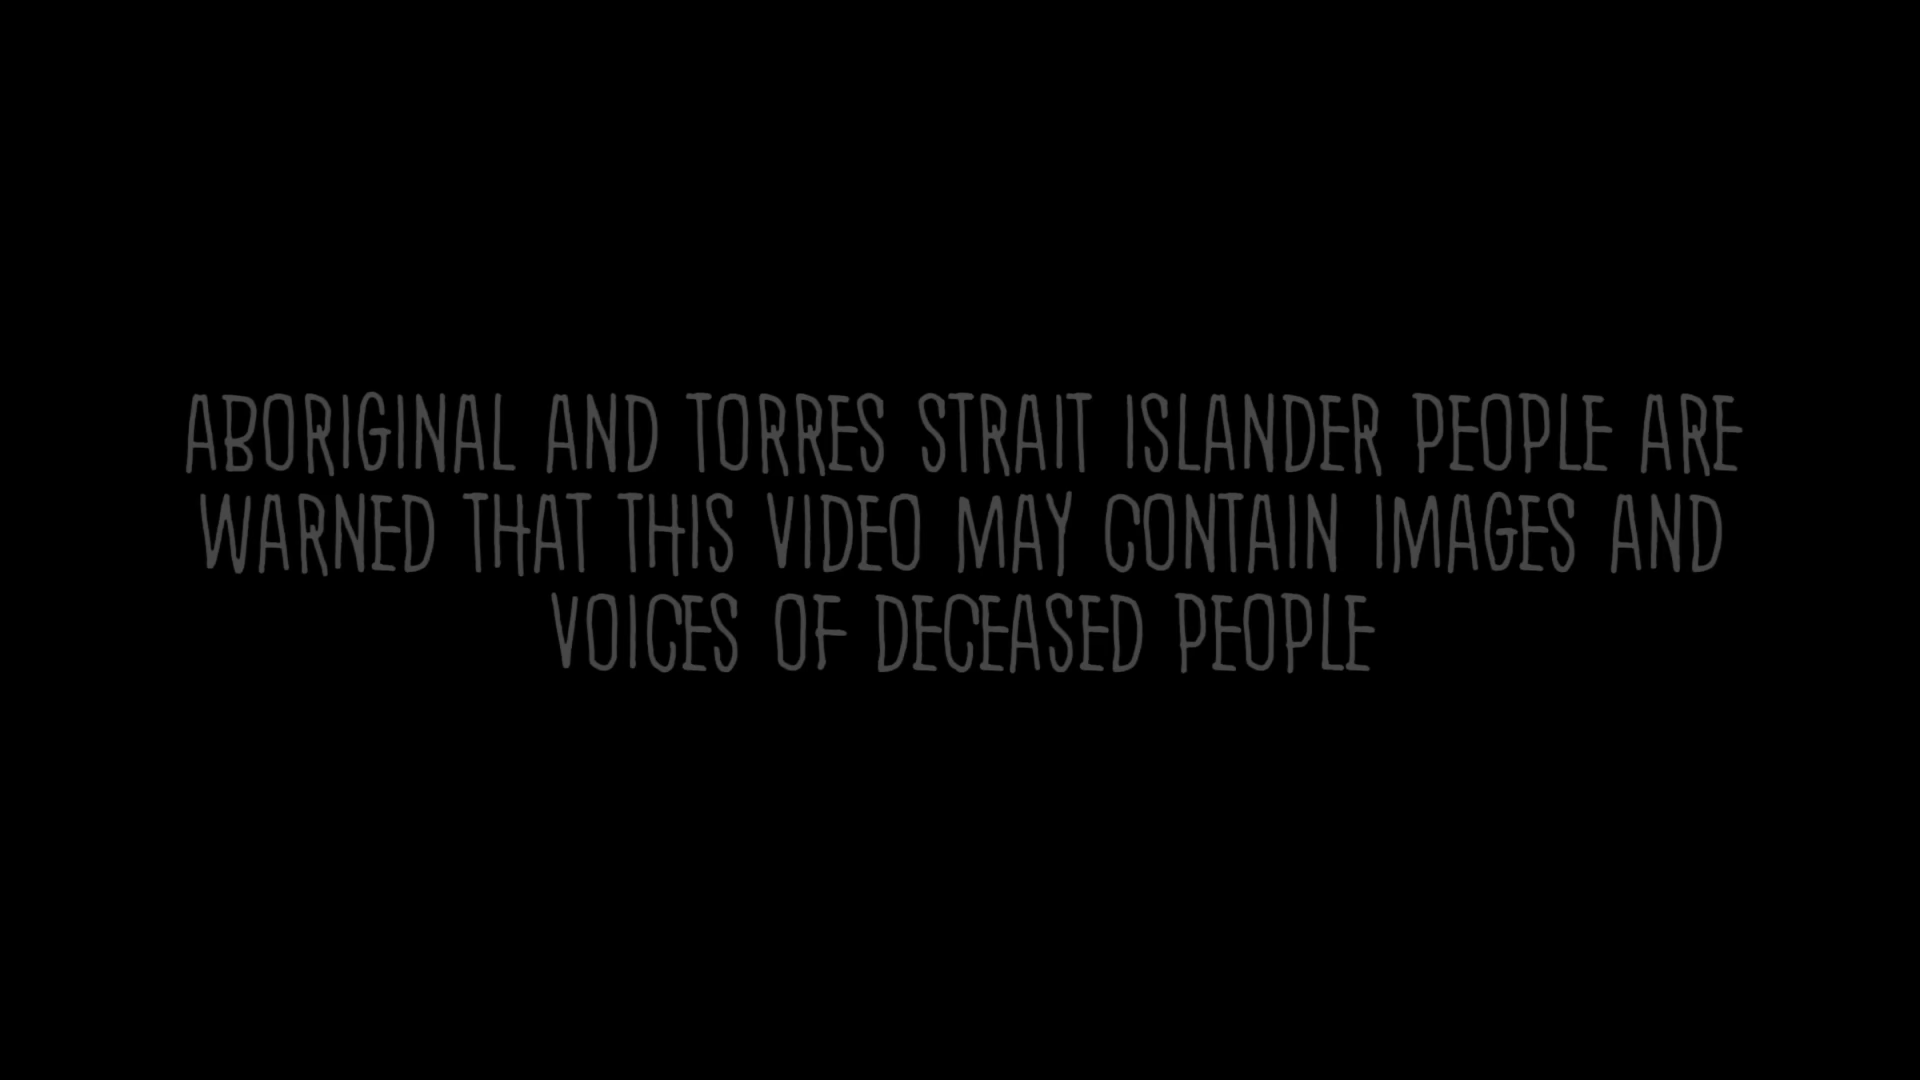 ABORIGINAL AND TORRES STRAIT ISLANDER PEOPLE ARE
WARNED THAT THIS VIDEO MAY CONTAIN IMAGES AND
VOICES OF DECEASED PEOPLE